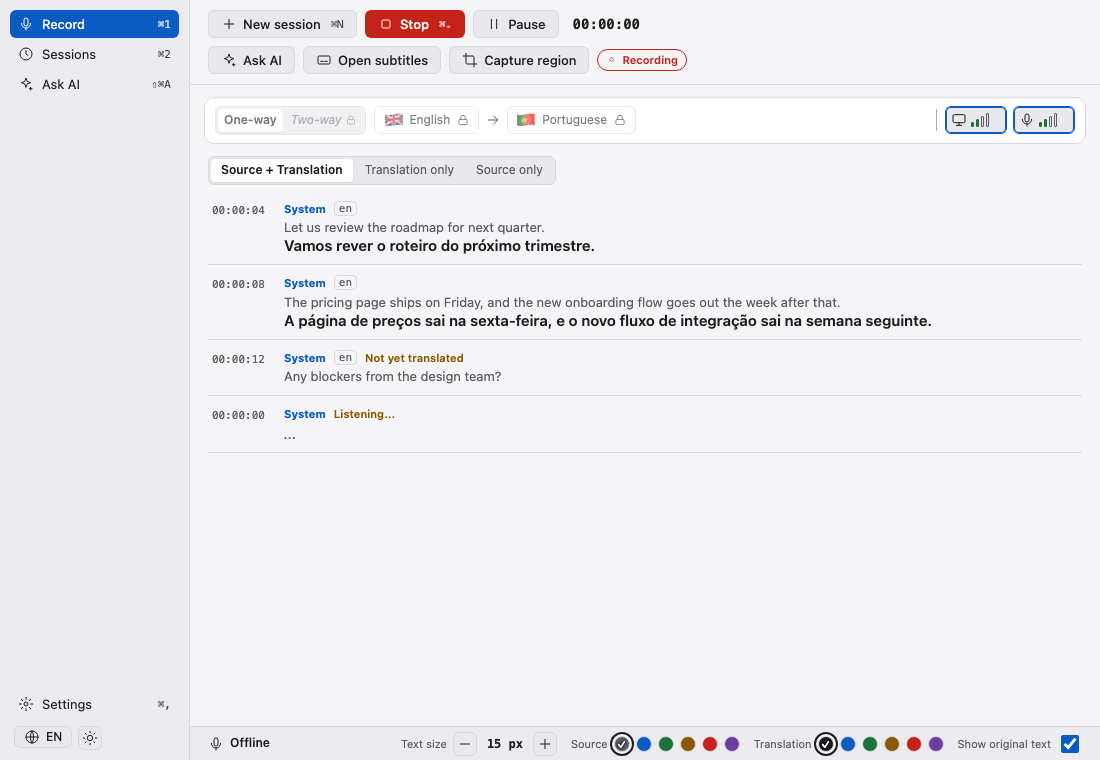 Record ⌘1
Sessions ⌘2
Ask AI ⇧⌘A
New session ⌘N
Stop ⌘.
Pause
00:00:00
Ask AI
Open subtitles
Capture region
Recording
One-way
Two-way
English
→
Portuguese
Source + Translation
Translation only
Source only
00:00:04 System en
Let us review the roadmap for next quarter.
Vamos rever o roteiro do próximo trimestre.
00:00:08 System en
The pricing page ships on Friday, and the new onboarding flow goes out the week after that.
A página de preços sai na sexta-feira, e o novo fluxo de integração sai na semana seguinte.
00:00:12 System en Not yet translated
Any blockers from the design team?
00:00:00 System Listening...
...
Settings ⌘,
EN
Offline
Text size − 15 px +
Source
Translation
Show original text